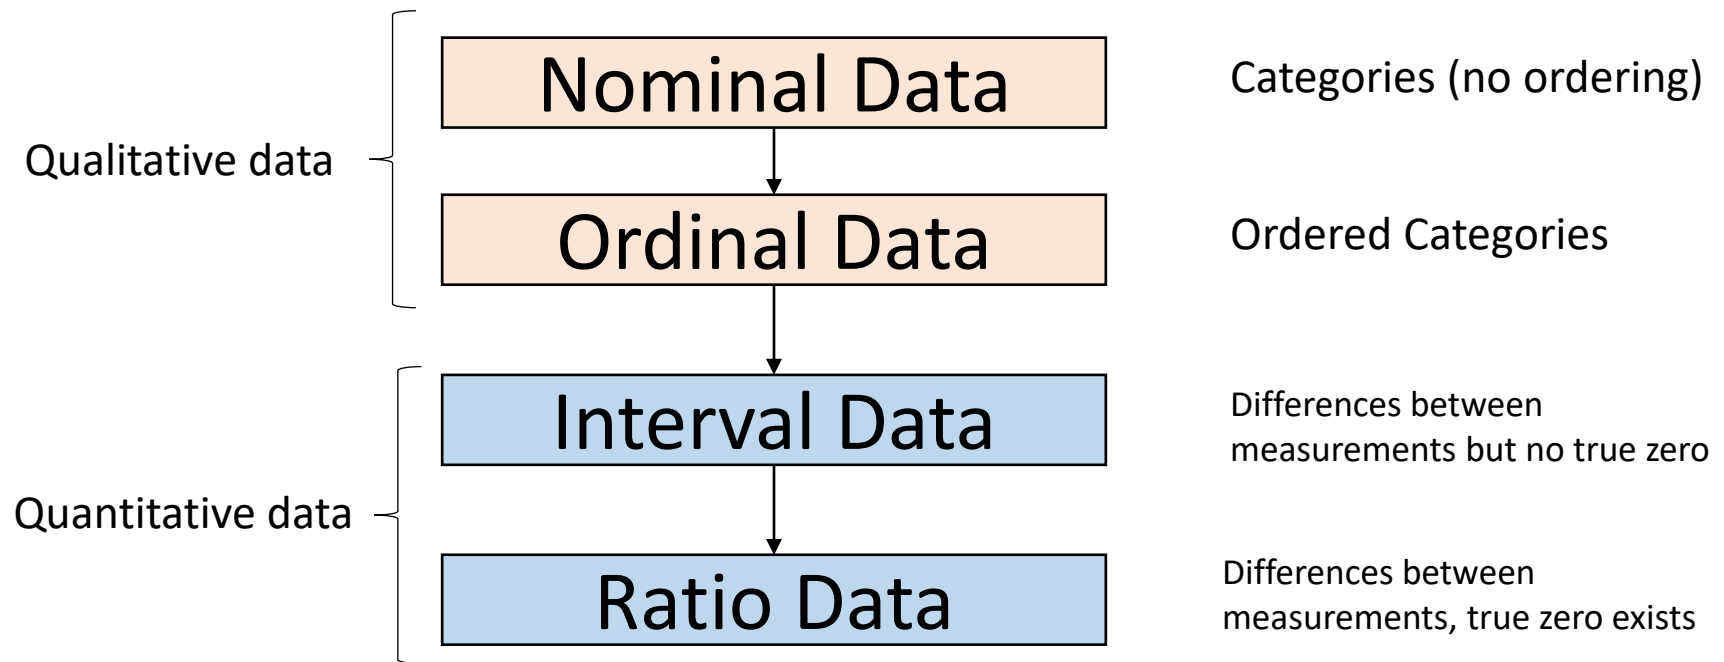 Nominal Data
Categories (no ordering)
Qualitative data
Ordinal Data
Ordered Categories
Interval Data
Differences between
measurements but no true zero
Quantitative data
Ratio Data
Differences between
measurements, true zero exists